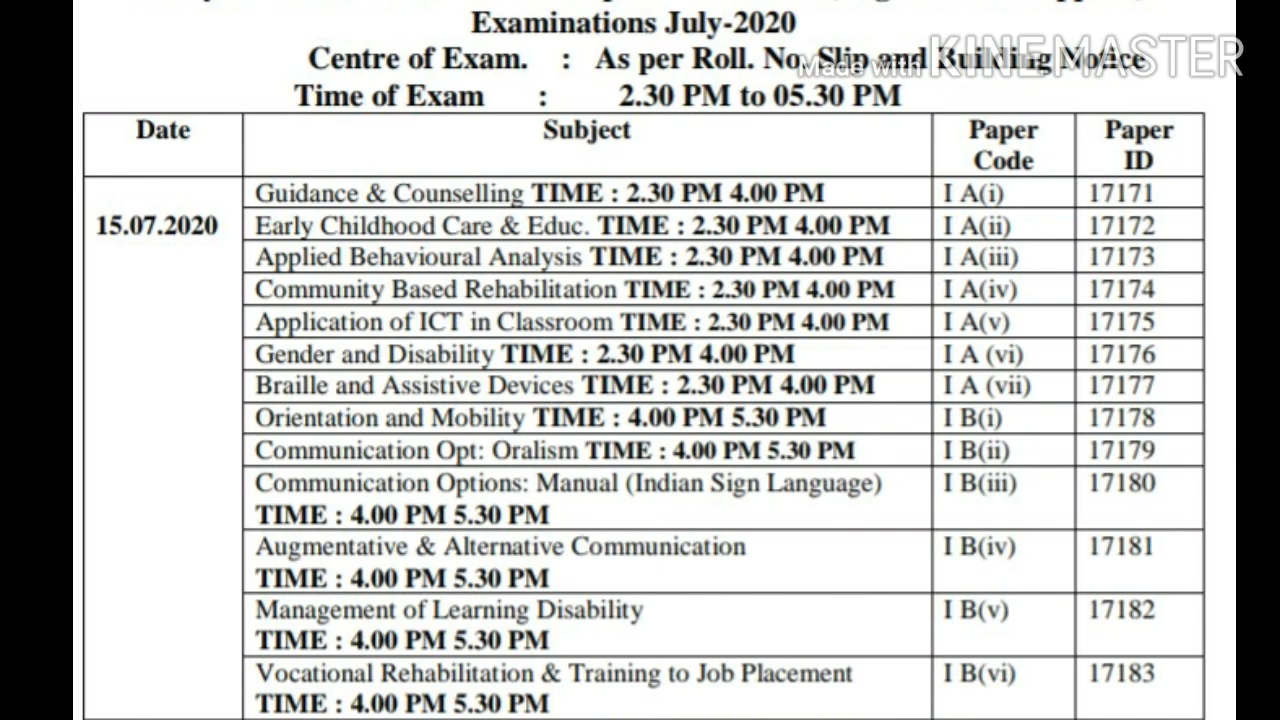 Examinations July-2020
Centre of Exam. : As per Roll. No. Slip and Building Notice
Made with KINEMASTER
Time of Exam : 2.30 PM to 05.30 PM
Date Subject Paper Code Paper ID
15.07.2020
Guidance & Counselling TIME : 2.30 PM 4.00 PM I A(i) 17171
Early Childhood Care & Educ. TIME : 2.30 PM 4.00 PM I A(ii) 17172
Applied Behavioural Analysis TIME : 2.30 PM 4.00 PM I A(iii) 17173
Community Based Rehabilitation TIME : 2.30 PM 4.00 PM I A(iv) 17174
Application of ICT in Classroom TIME : 2.30 PM 4.00 PM I A(v) 17175
Gender and Disability TIME : 2.30 PM 4.00 PM I A (vi) 17176
Braille and Assistive Devices TIME : 2.30 PM 4.00 PM I A (vii) 17177
Orientation and Mobility TIME : 4.00 PM 5.30 PM I B(i) 17178
Communication Opt: Oralism TIME : 4.00 PM 5.30 PM I B(ii) 17179
Communication Options: Manual (Indian Sign Language) I B(iii) 17180
TIME : 4.00 PM 5.30 PM
Augmentative & Alternative Communication I B(iv) 17181
TIME : 4.00 PM 5.30 PM
Management of Learning Disability I B(v) 17182
TIME : 4.00 PM 5.30 PM
Vocational Rehabilitation & Training to Job Placement I B(vi) 17183
TIME : 4.00 PM 5.30 PM